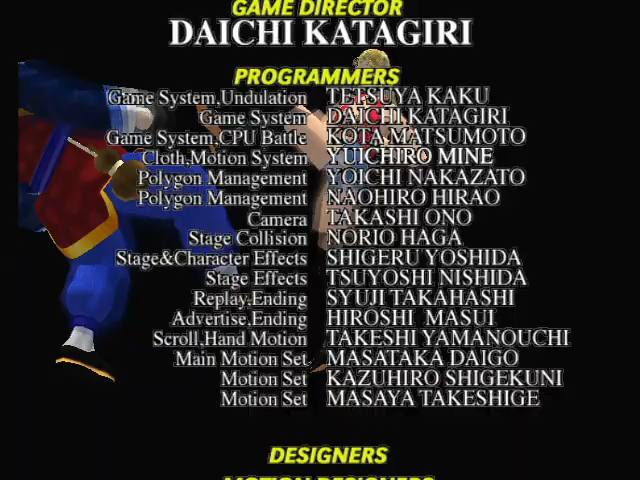 GAME DIRECTOR
DAICHI KATAGIRI
PROGRAMMERS
Game System,Undulation TETSUYA KAKU
Game System DAICHI KATAGIRI
Game System,CPU Battle KOTA MATSUMOTO
Cloth,Motion System YUICHIRO MINE
Polygon Management YOICHI NAKAZATO
Polygon Management NAOHIRO HIRAO
Camera TAKASHI ONO
Stage Collision NORIO HAGA
Stage&Character Effects SHIGERU YOSHIDA
Stage Effects TSUYOSHI NISHIDA
Replay,Ending SYUJI TAKAHASHI
Advertise,Ending HIROSHI MASUI
Scroll,Hand Motion TAKESHI YAMANOUCHI
Main Motion Set MASATAKA DAIGO
Motion Set KAZUHIRO SHIGEKUNI
Motion Set MASAYA TAKESHIGE
DESIGNERS
MOTION DESIGNERS